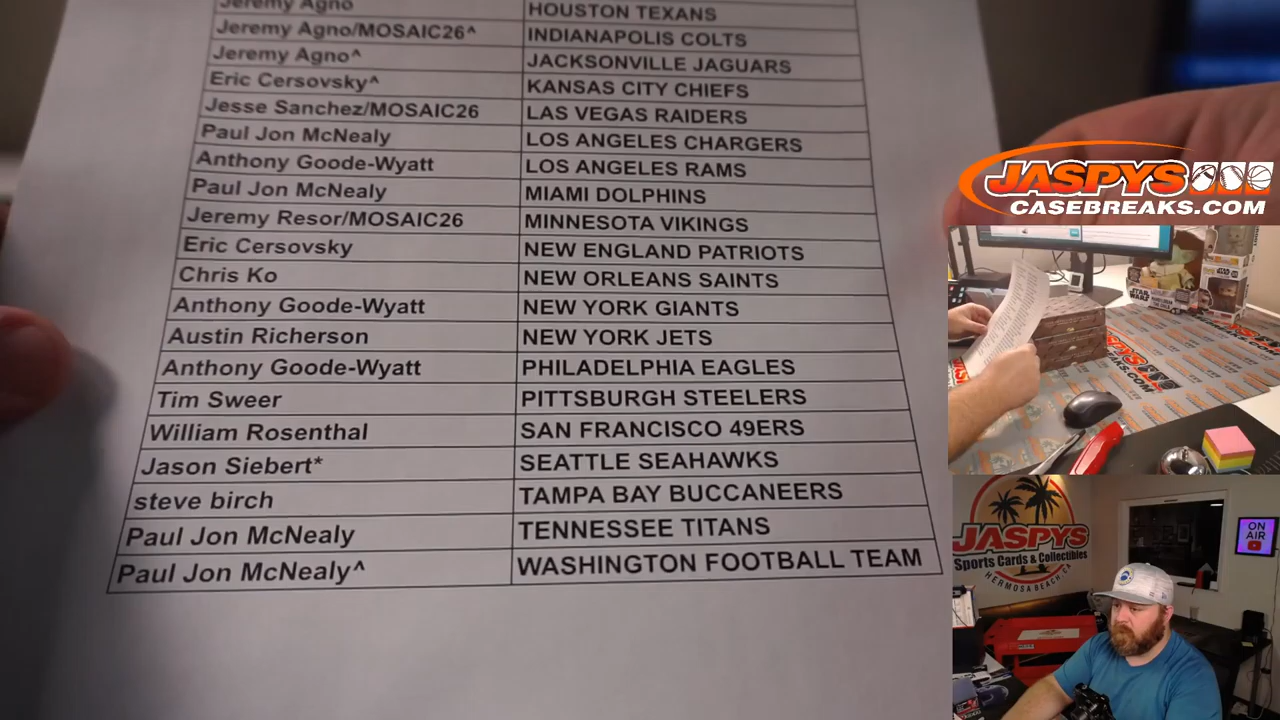 Jeremy Agno HOUSTON TEXANS
Jeremy Agno/MOSAIC26^ INDIANAPOLIS COLTS
Jeremy Agno^ JACKSONVILLE JAGUARS
Eric Cersovsky^ KANSAS CITY CHIEFS
Jesse Sanchez/MOSAIC26 LAS VEGAS RAIDERS
Paul Jon McNealy LOS ANGELES CHARGERS
Anthony Goode-Wyatt LOS ANGELES RAMS
Paul Jon McNealy MIAMI DOLPHINS
Jeremy Resor/MOSAIC26 MINNESOTA VIKINGS
Eric Cersovsky NEW ENGLAND PATRIOTS
Chris Ko NEW ORLEANS SAINTS
Anthony Goode-Wyatt NEW YORK GIANTS
Austin Richerson NEW YORK JETS
Anthony Goode-Wyatt PHILADELPHIA EAGLES
Tim Sweer PITTSBURGH STEELERS
William Rosenthal SAN FRANCISCO 49ERS
Jason Siebert* SEATTLE SEAHAWKS
steve birch TAMPA BAY BUCCANEERS
Paul Jon McNealy TENNESSEE TITANS
Paul Jon McNealy^ WASHINGTON FOOTBALL TEAM
JASPYS
CASEBREAKS.COM
STAR WARS
JASPYS
Sports Cards & Collectibles
HERMOSA BEACH, CA
ON AIR